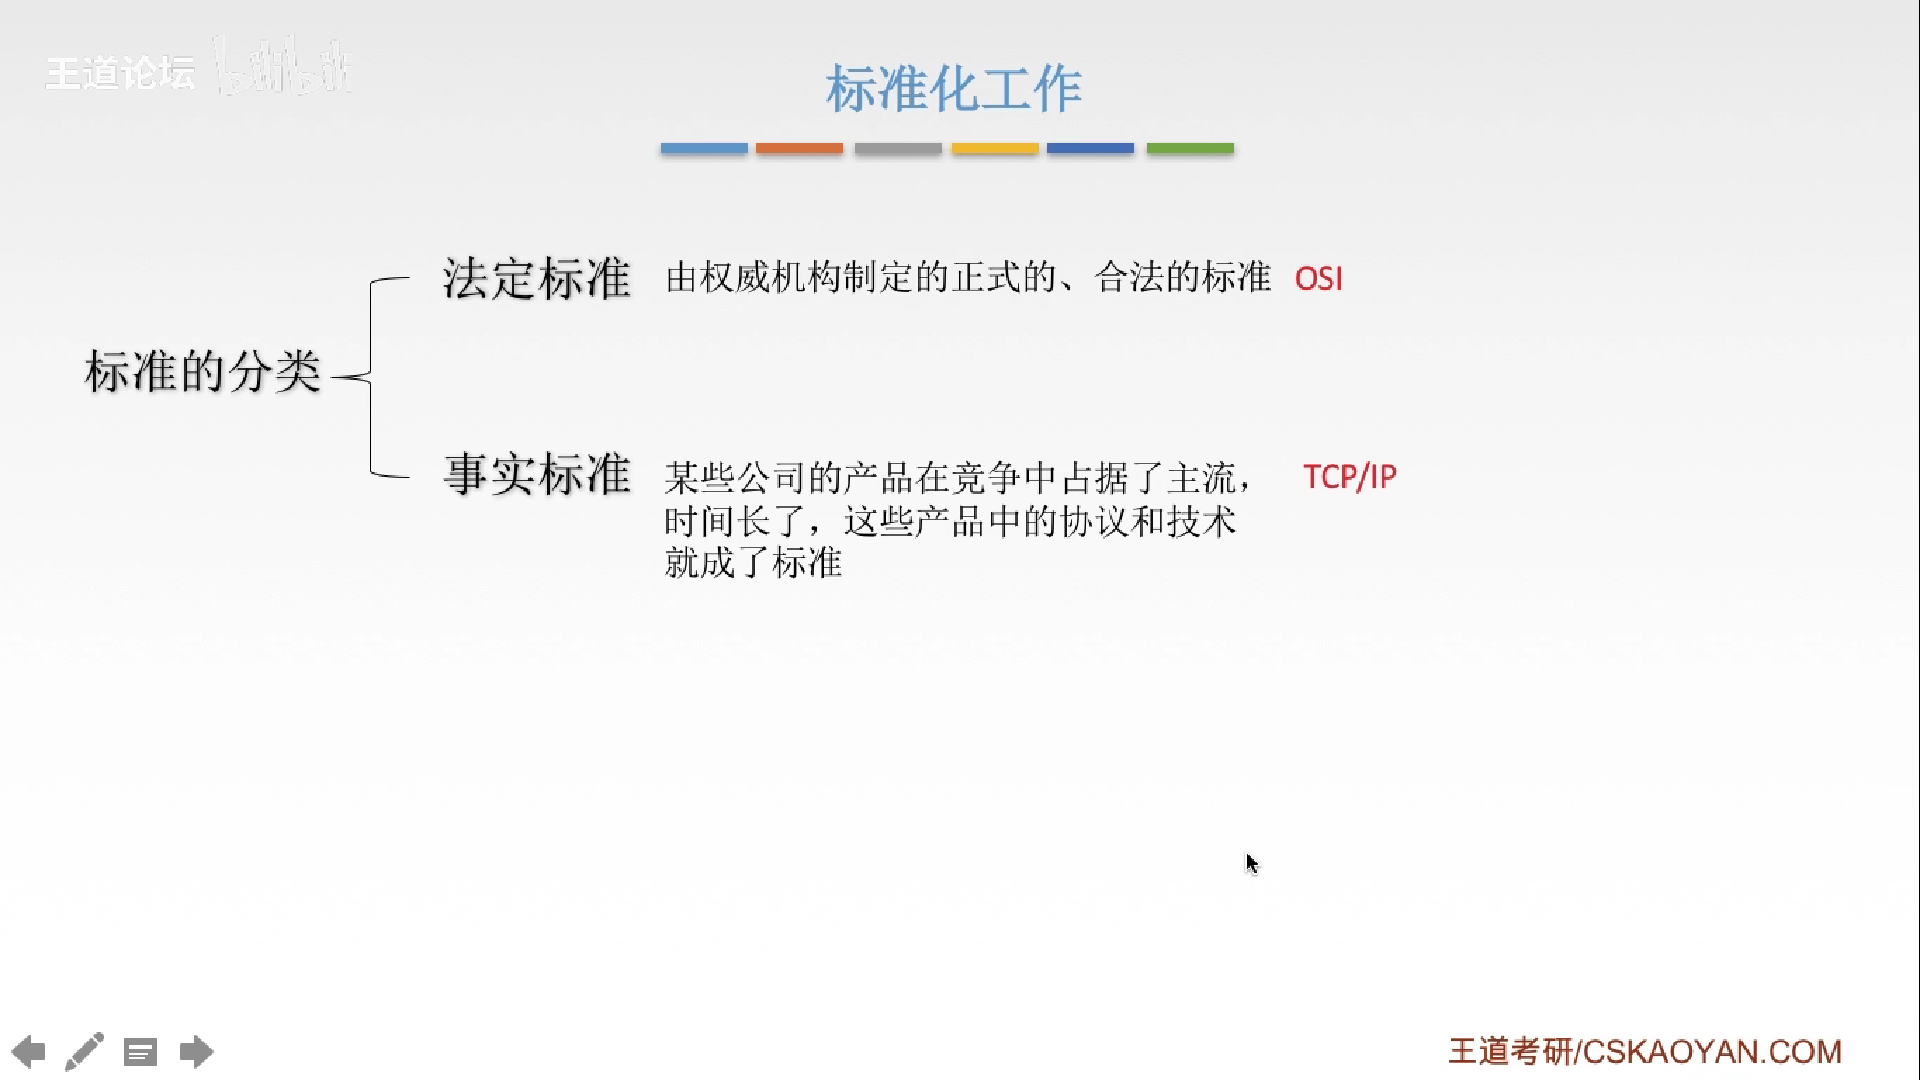 王道论坛 bilibili
标准化工作
法定标准 由权威机构制定的正式的、合法的标准 OSI
标准的分类
事实标准 某些公司的产品在竞争中占据了主流， TCP/IP
时间长了，这些产品中的协议和技术
就成了标准
王道考研/CSKAOYAN.COM